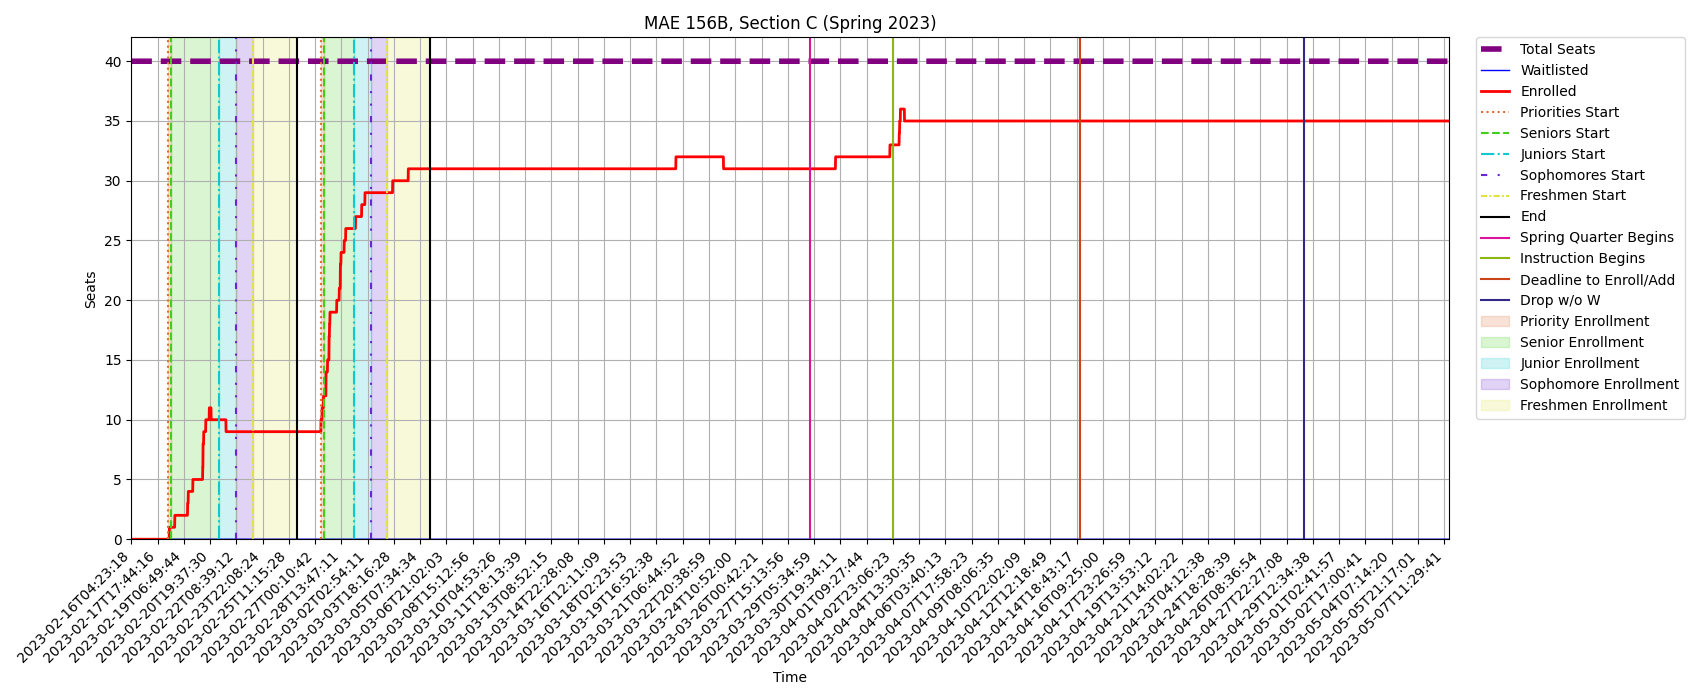 MAE 156B, Section C (Spring 2023)
Seats
40
35
30
25
20
15
10
5
0
2023-02-16T04:23:18
2023-02-17T17:44:16
2023-02-19T06:49:44
2023-02-20T19:37:30
2023-02-22T08:39:12
2023-02-23T22:08:24
2023-02-25T11:15:28
2023-02-27T00:10:42
2023-02-28T13:47:11
2023-03-02T02:54:11
2023-03-03T18:16:28
2023-03-05T07:34:34
2023-03-06T21:02:03
2023-03-08T15:12:56
2023-03-10T04:53:26
2023-03-11T18:13:39
2023-03-13T08:52:15
2023-03-14T22:28:08
2023-03-16T12:11:09
2023-03-18T02:23:53
2023-03-19T16:52:38
2023-03-21T06:44:52
2023-03-22T20:38:59
2023-03-24T10:52:00
2023-03-26T00:42:21
2023-03-27T15:13:56
2023-03-29T05:34:59
2023-03-30T19:34:11
2023-04-01T09:27:44
2023-04-02T23:06:23
2023-04-04T13:30:35
2023-04-06T03:40:13
2023-04-07T17:58:23
2023-04-09T08:06:35
2023-04-10T22:02:09
2023-04-12T12:18:49
2023-04-14T18:43:17
2023-04-16T09:25:00
2023-04-17T23:26:59
2023-04-19T13:53:12
2023-04-21T14:02:22
2023-04-23T04:12:38
2023-04-24T18:28:39
2023-04-26T08:36:54
2023-04-27T22:27:08
2023-04-29T12:34:38
2023-05-01T02:41:57
2023-05-02T17:00:41
2023-05-04T07:14:20
2023-05-05T21:17:01
2023-05-07T11:29:41
Time
Total Seats
Waitlisted
Enrolled
Priorities Start
Seniors Start
Juniors Start
Sophomores Start
Freshmen Start
End
Spring Quarter Begins
Instruction Begins
Deadline to Enroll/Add
Drop w/o W
Priority Enrollment
Senior Enrollment
Junior Enrollment
Sophomore Enrollment
Freshmen Enrollment